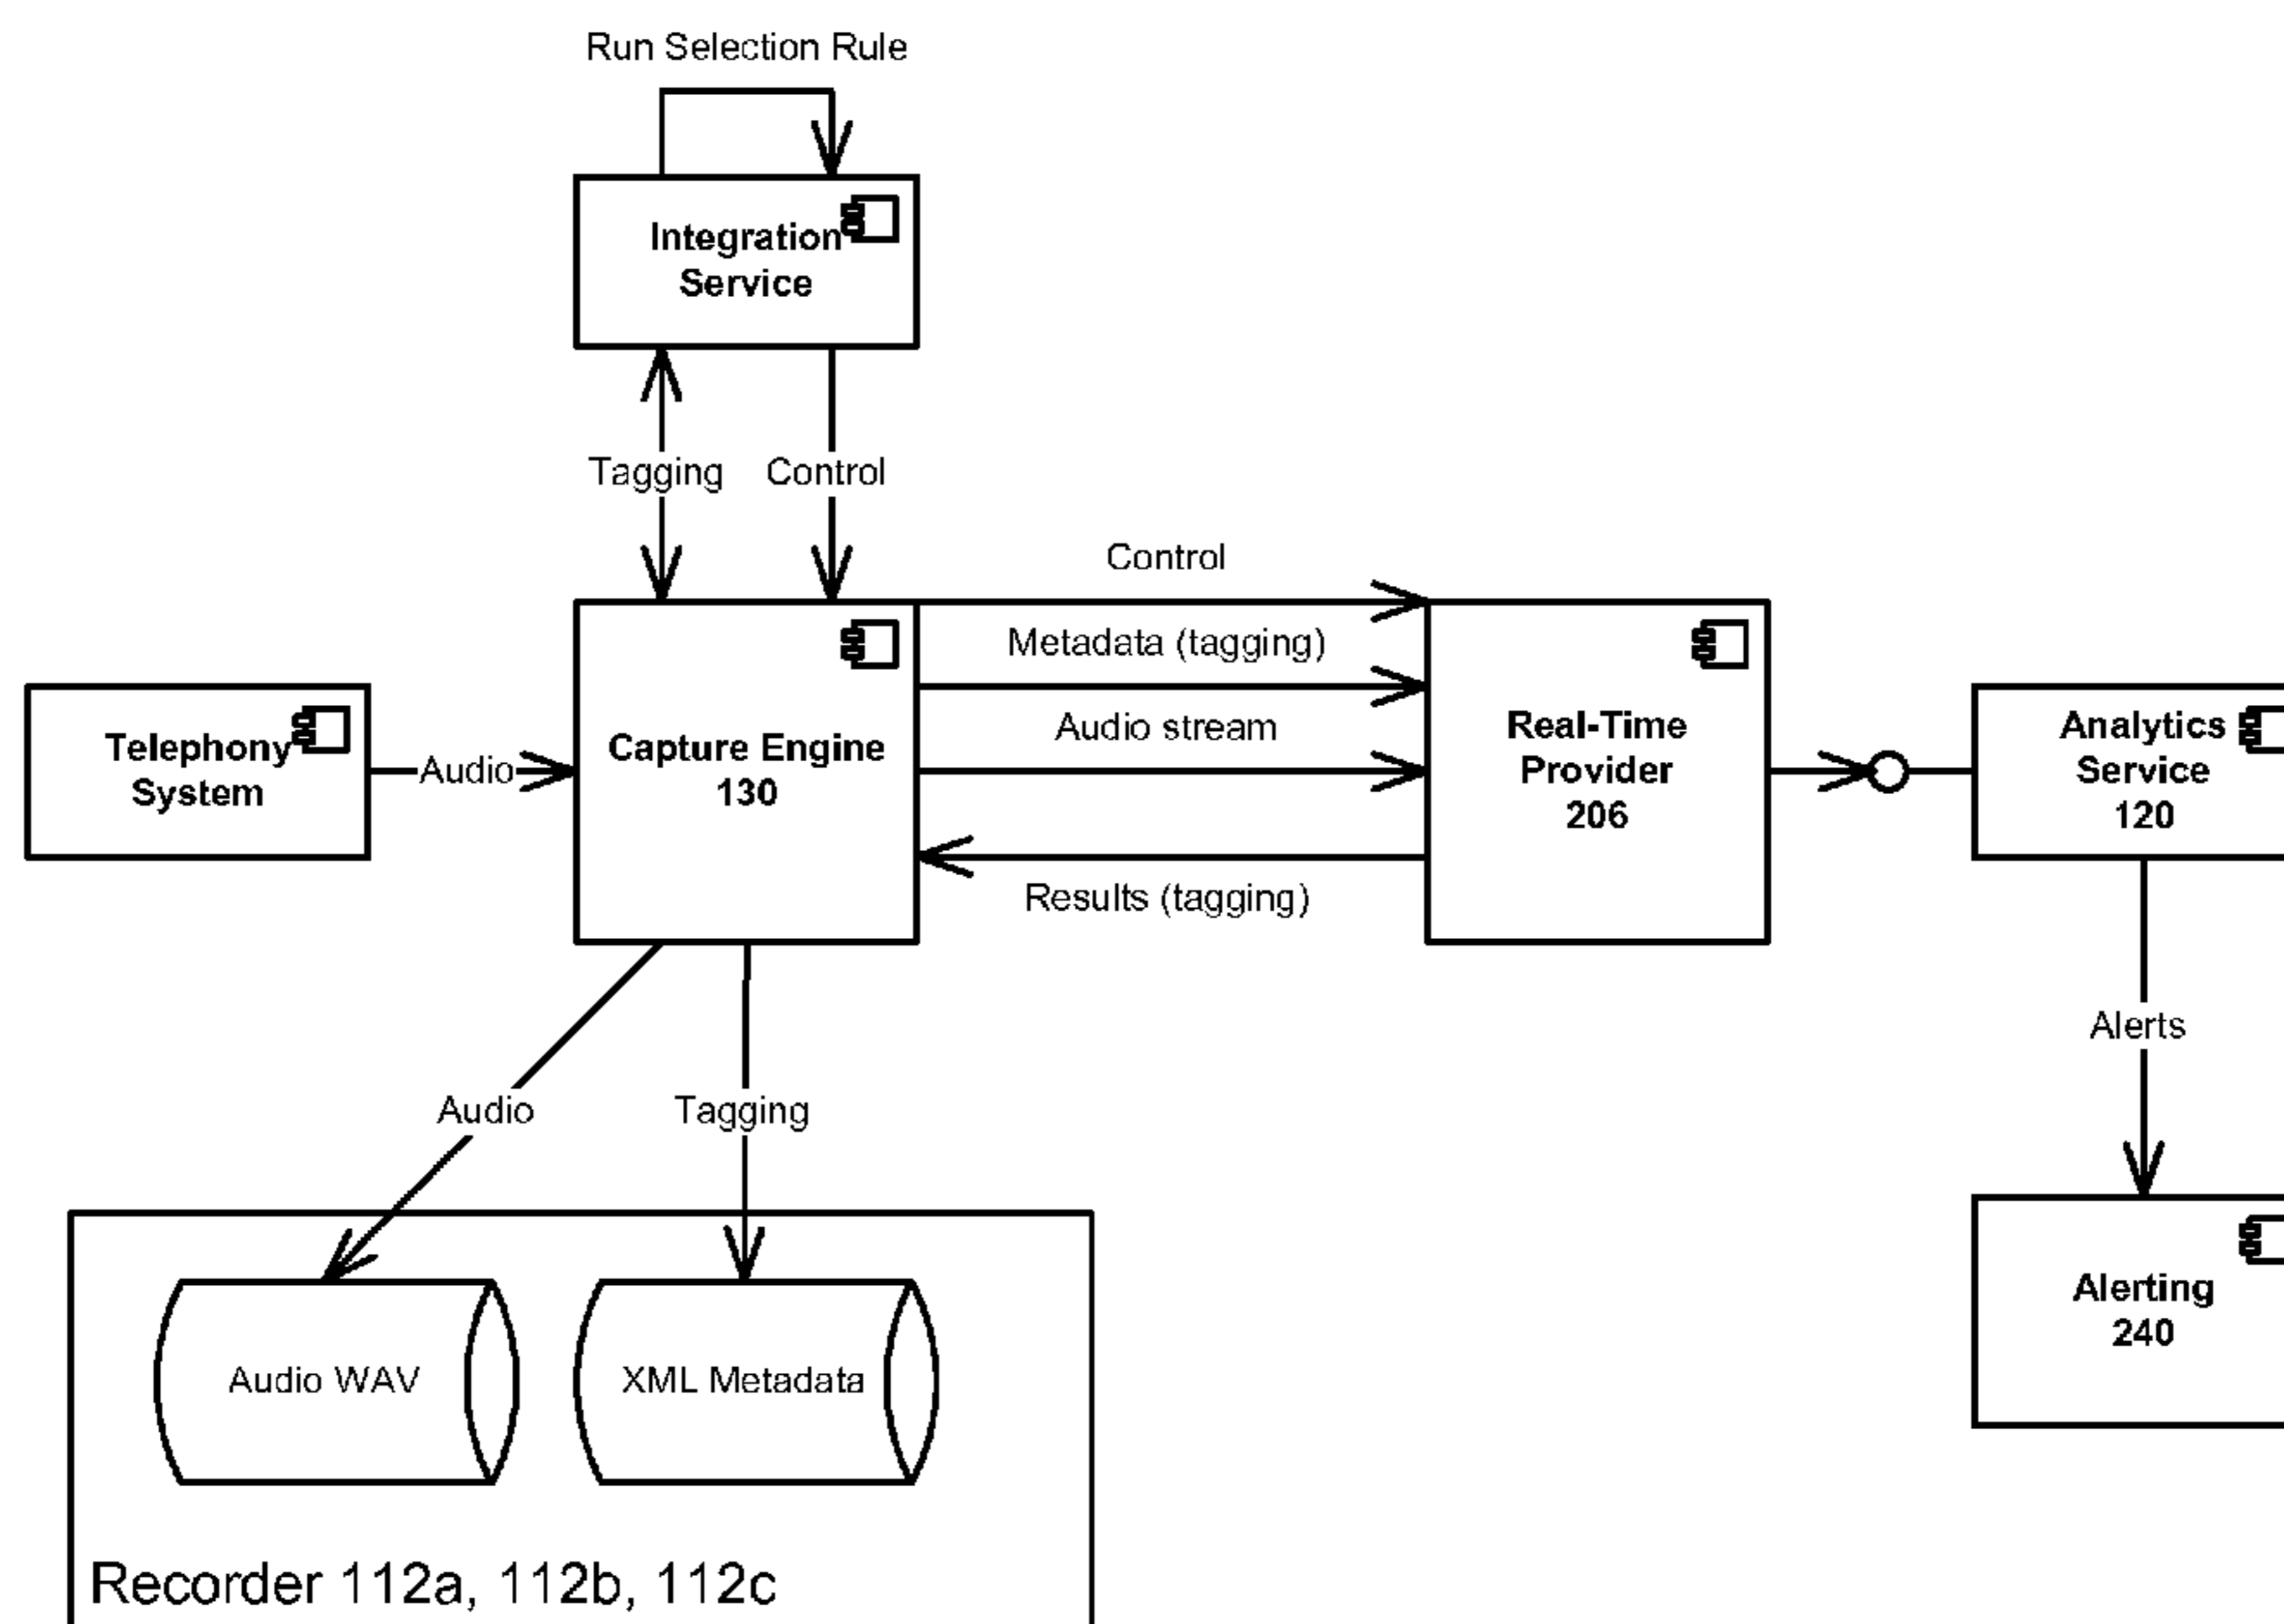 Run Selection Rule
Integration
Service
Tagging
Control
Control
Metadata (tagging)
Audio stream
Results (tagging)
Telephony
System
Audio
Capture Engine
130
Real-Time
Provider
206
Analytics
Service
120
Alerts
Audio
Tagging
Alerting
240
Audio WAV
XML Metadata
Recorder 112a, 112b, 112c